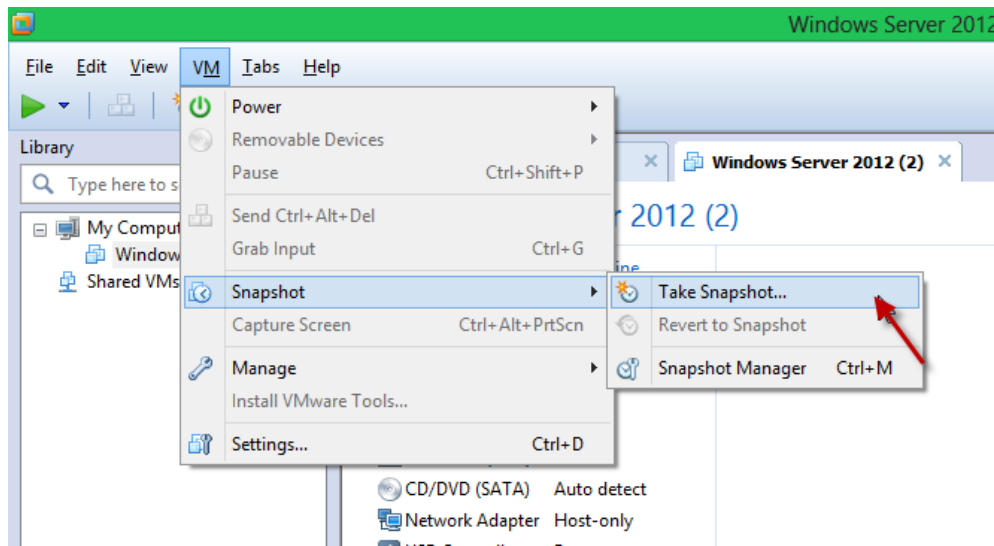 Windows Server 2012
File Edit View VM Tabs Help
Library
Type here to s
My Comput
Window
Shared VMs
Power
Removable Devices
Pause Ctrl+Shift+P
Send Ctrl+Alt+Del
Grab Input Ctrl+G
Snapshot
Capture Screen Ctrl+Alt+PrtScn
Manage
Install VMware Tools...
Settings... Ctrl+D
Windows Server 2012 (2)
r 2012 (2)
Take Snapshot...
Revert to Snapshot
Snapshot Manager Ctrl+M
CD/DVD (SATA) Auto detect
Network Adapter Host-only